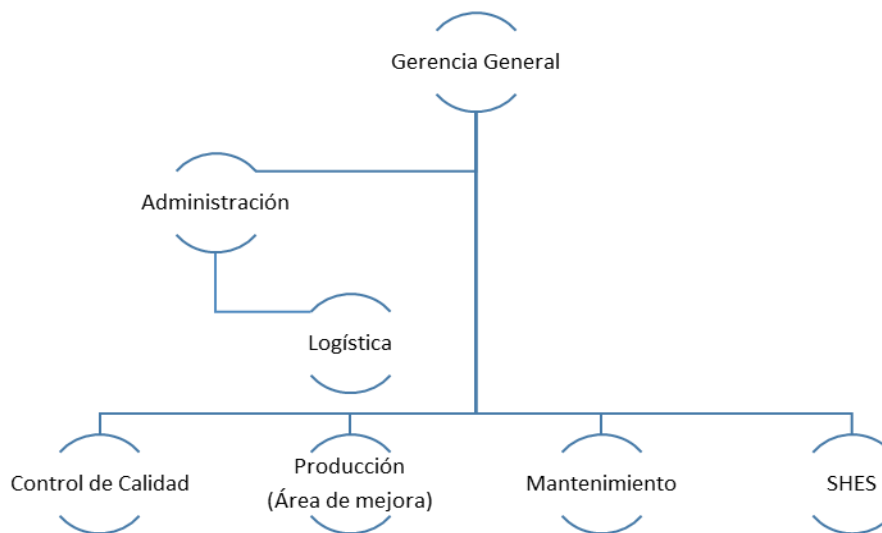 Gerencia General
Administración
Logística
Control de Calidad
Producción
(Área de mejora)
Mantenimiento
SHES